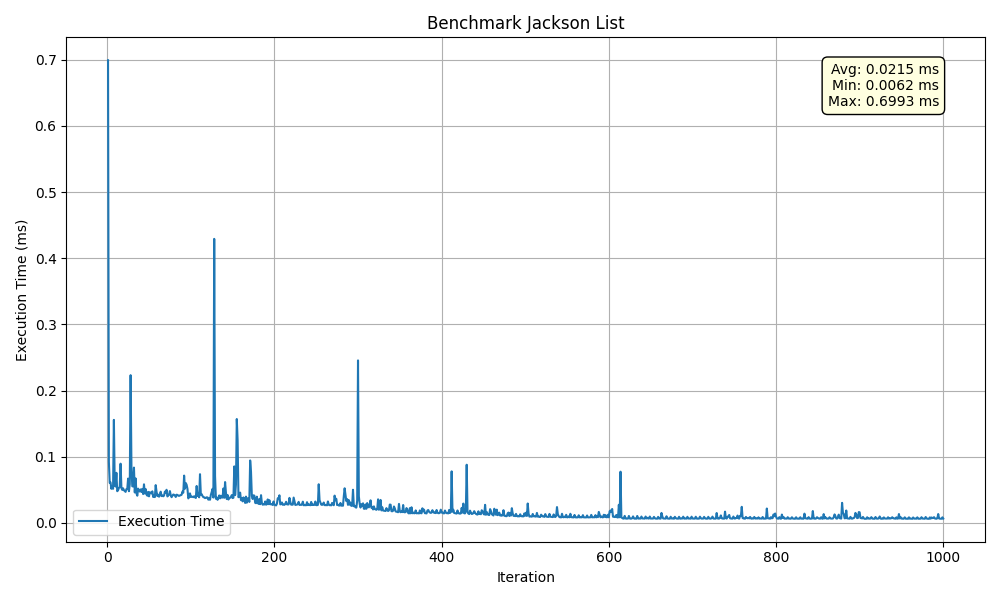 Benchmark Jackson List
Avg: 0.0215 ms
Min: 0.0062 ms
Max: 0.6993 ms
Execution Time (ms)
0.7
0.6
0.5
0.4
0.3
0.2
0.1
0.0
Execution Time
0 200 400 600 800 1000
Iteration